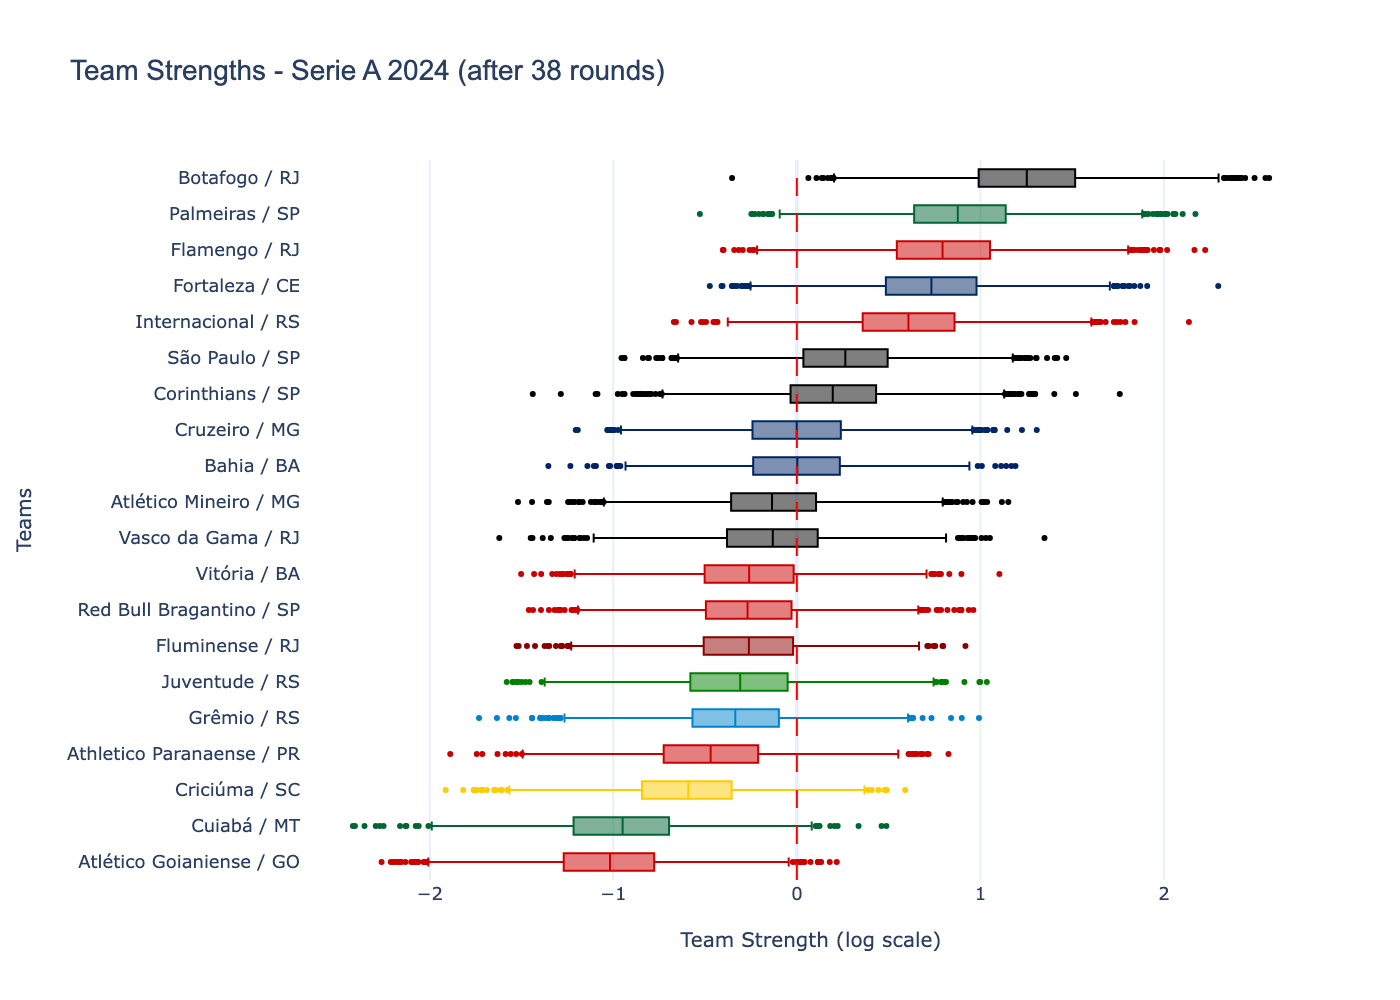 Team Strengths - Serie A 2024 (after 38 rounds)
Botafogo / RJ
Palmeiras / SP
Flamengo / RJ
Fortaleza / CE
Internacional / RS
São Paulo / SP
Corinthians / SP
Cruzeiro / MG
Bahia / BA
Atlético Mineiro / MG
Vasco da Gama / RJ
Vitória / BA
Red Bull Bragantino / SP
Fluminense / RJ
Juventude / RS
Grêmio / RS
Athletico Paranaense / PR
Criciúma / SC
Cuiabá / MT
Atlético Goianiense / GO
Teams
−2 −1 0 1 2
Team Strength (log scale)